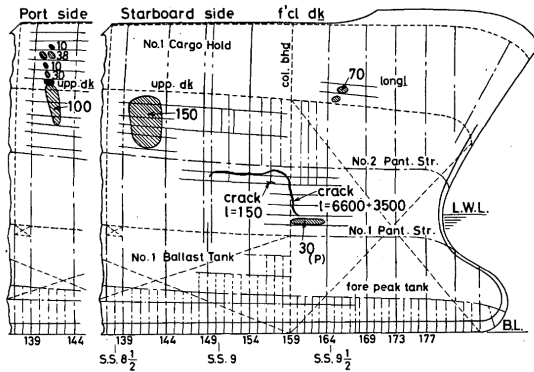 Port side Starboard side f'cl dk
No.1 Cargo Hold
col. bhd
10
38
10
30
upp. dk
100
upp. dk
150
70 longl
No.2 Pant. Str.
crack
l=150
crack
l=6600+3500
L.W.L.
No.1 Pant. Str.
30
(P)
No.1 Ballast Tank
fore peak tank
B.L.
139 144 139 144 149 154 159 164 169 173 177
S.S. 8 1/2 S.S. 9 S.S. 9 1/2